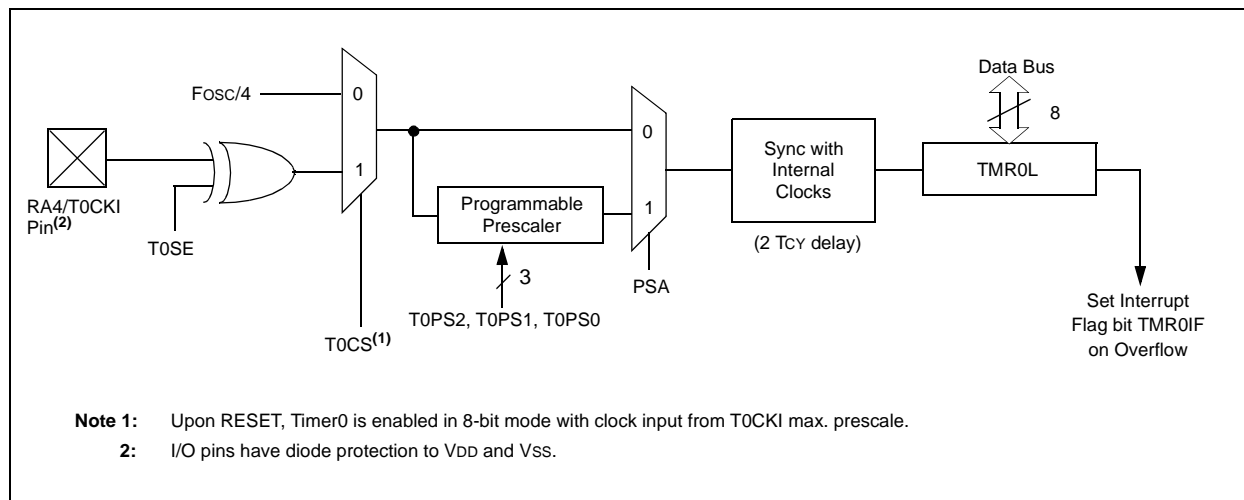 Data Bus
FOSC/4
0
8
0
Sync with
Internal
Clocks
TMR0L
1
RA4/T0CKI
Pin(2)
T0SE
Programmable
Prescaler
1
(2 TCY delay)
3
PSA
T0PS2, T0PS1, T0PS0
T0CS(1)
Set Interrupt
Flag bit TMR0IF
on Overflow
Note 1: Upon RESET, Timer0 is enabled in 8-bit mode with clock input from T0CKI max. prescale.
2: I/O pins have diode protection to VDD and VSS.